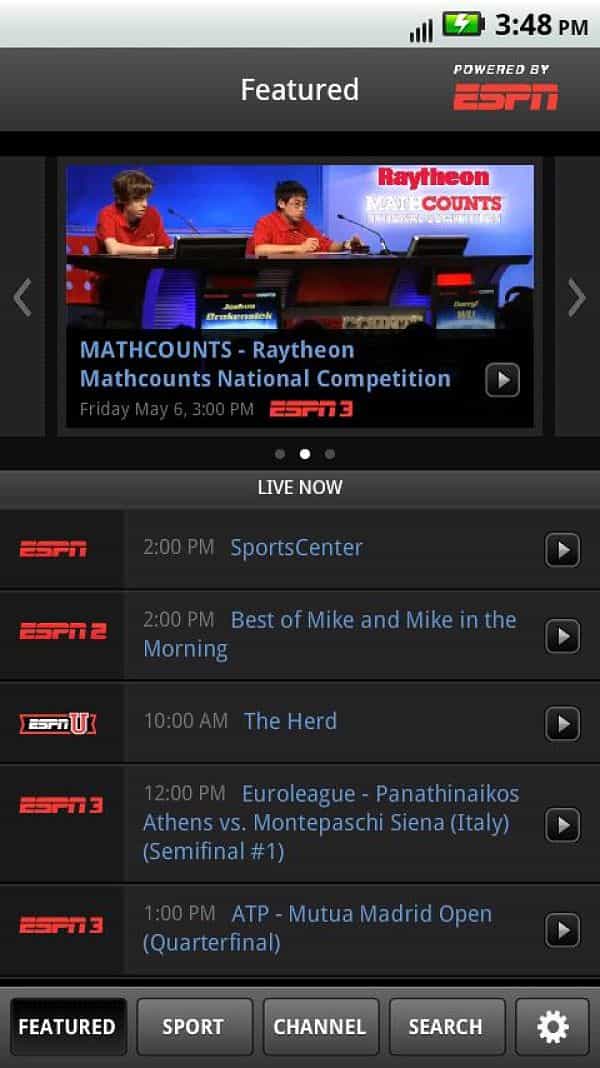 3:48 PM
Featured
POWERED BY
ESPN
Raytheon
MATHCOUNTS
Joshua
Brokensick
Darryl
WU
MATHCOUNTS - Raytheon
Mathcounts National Competition
Friday May 6, 3:00 PM ESPN 3
LIVE NOW
ESPN 2:00 PM SportsCenter
ESPN 2 2:00 PM Best of Mike and Mike in the
Morning
ESPN U 10:00 AM The Herd
ESPN 3 12:00 PM Euroleague - Panathinaikos
Athens vs. Montepaschi Siena (Italy)
(Semifinal #1)
ESPN 3 1:00 PM ATP - Mutua Madrid Open
(Quarterfinal)
FEATURED SPORT CHANNEL SEARCH